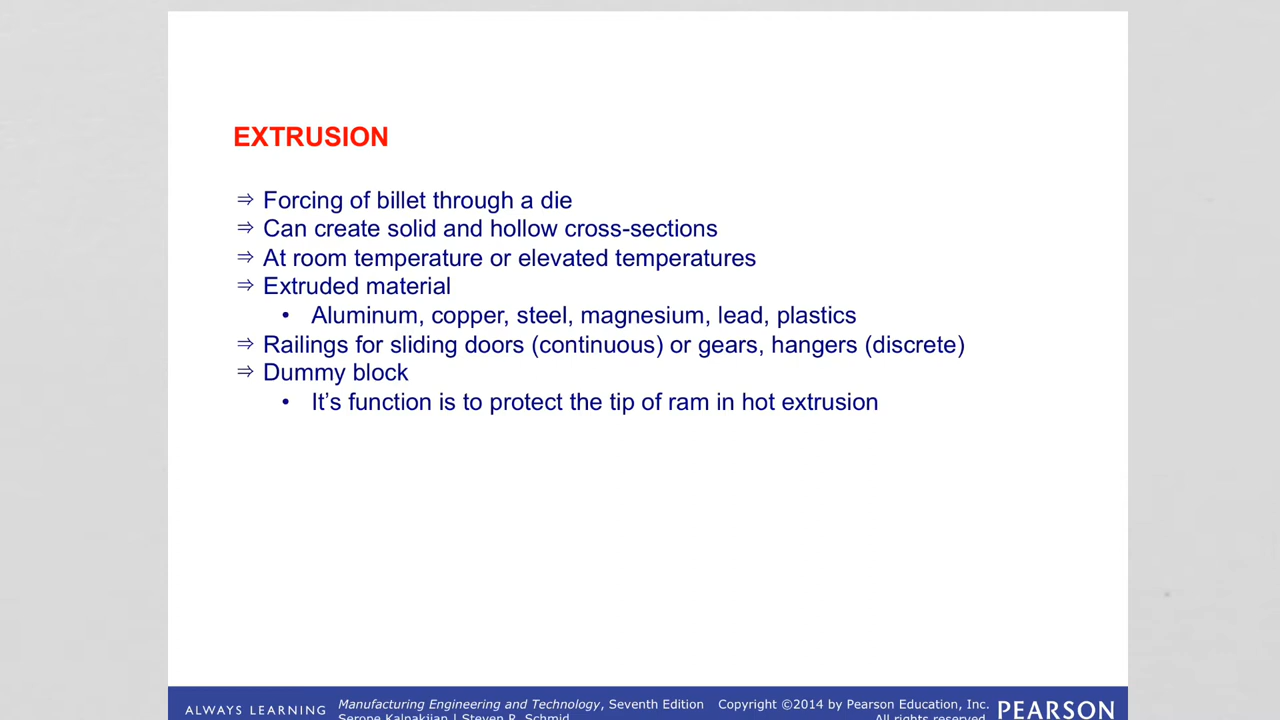 EXTRUSION
⇒ Forcing of billet through a die
⇒ Can create solid and hollow cross-sections
⇒ At room temperature or elevated temperatures
⇒ Extruded material
• Aluminum, copper, steel, magnesium, lead, plastics
⇒ Railings for sliding doors (continuous) or gears, hangers (discrete)
⇒ Dummy block
• It’s function is to protect the tip of ram in hot extrusion
ALWAYS LEARNING
Manufacturing Engineering and Technology, Seventh Edition
Serope Kalpakjian | Steven R. Schmid
Copyright ©2014 by Pearson Education, Inc.
All rights reserved.
PEARSON